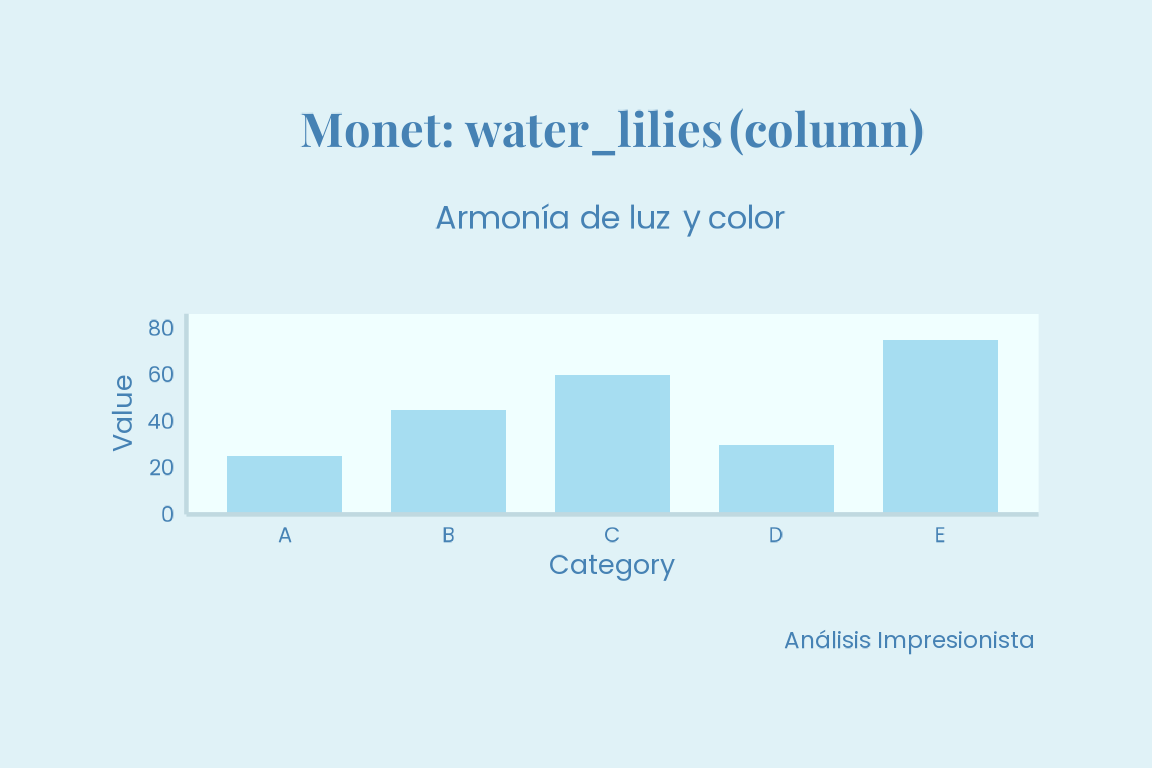 Monet: water_lilies (column)
Armonía de luz y color
Value
80
60
40
20
0
A B C D E
Category
Análisis Impresionista